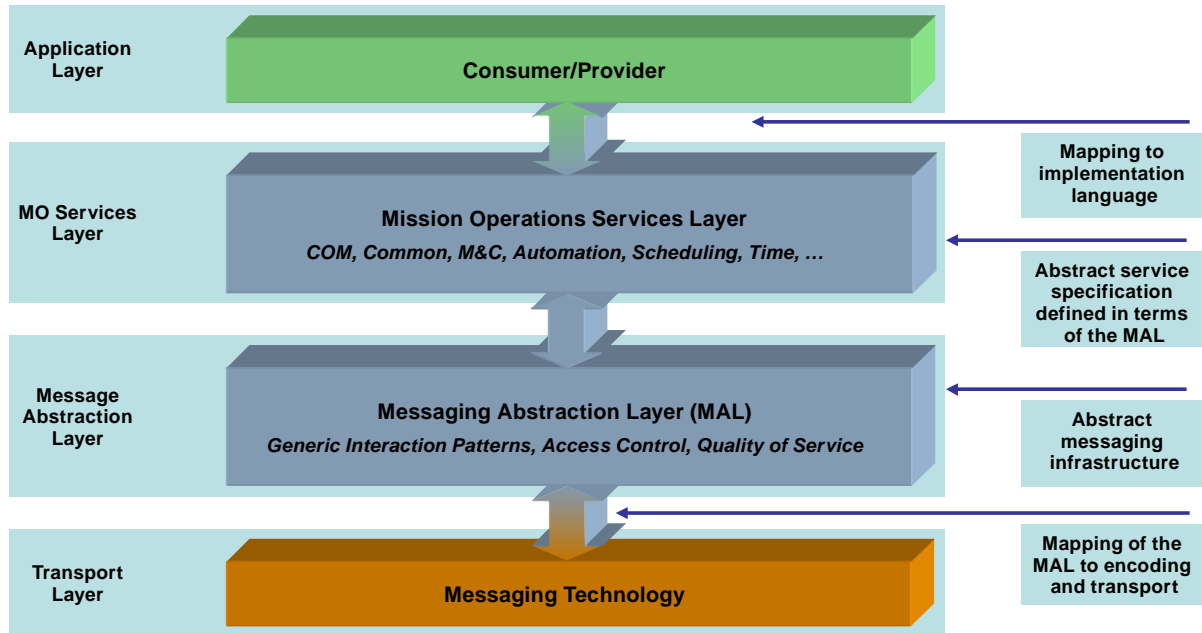 Application
Layer
Consumer/Provider
Mapping to
implementation
language
MO Services
Layer
Mission Operations Services Layer
COM, Common, M&C, Automation, Scheduling, Time, …
Abstract service
specification
defined in terms
of the MAL
Message
Abstraction
Layer
Messaging Abstraction Layer (MAL)
Generic Interaction Patterns, Access Control, Quality of Service
Abstract
messaging
infrastructure
Transport
Layer
Messaging Technology
Mapping of the
MAL to encoding
and transport